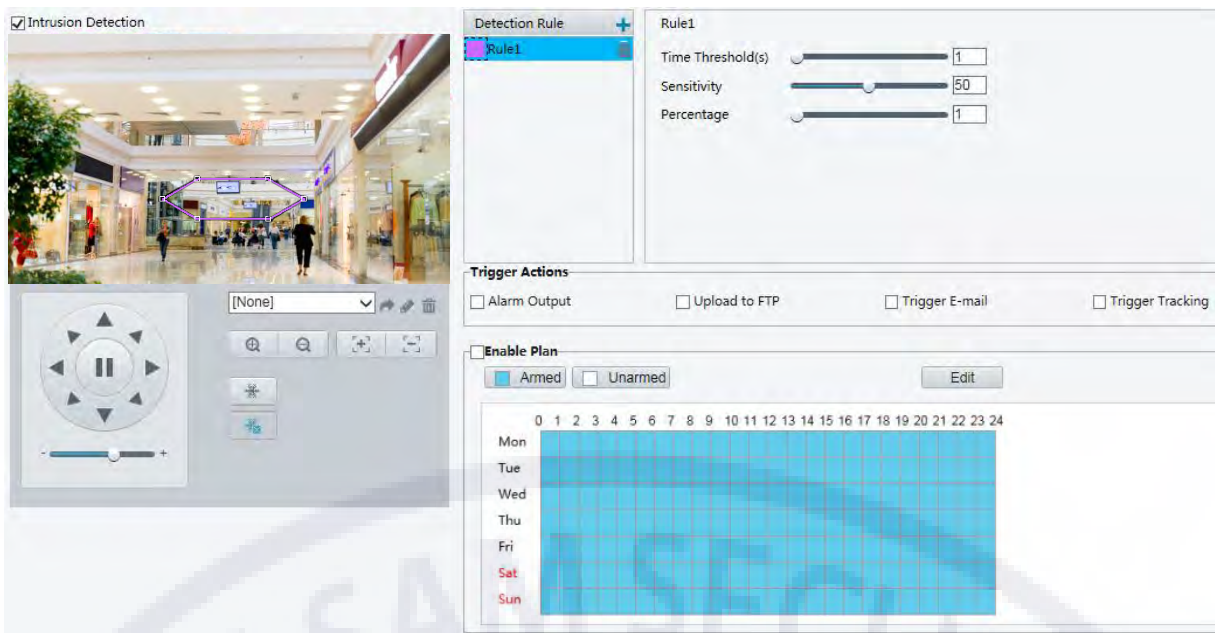 Intrusion Detection
Detection Rule
Rule1
Rule1
Time Threshold(s) 1
Sensitivity 50
Percentage 1
[None]
- +
Trigger Actions
Alarm Output Upload to FTP Trigger E-mail Trigger Tracking
Enable Plan
Armed Unarmed Edit
0 1 2 3 4 5 6 7 8 9 10 11 12 13 14 15 16 17 18 19 20 21 22 23 24
Mon
Tue
Wed
Thu
Fri
Sat
Sun